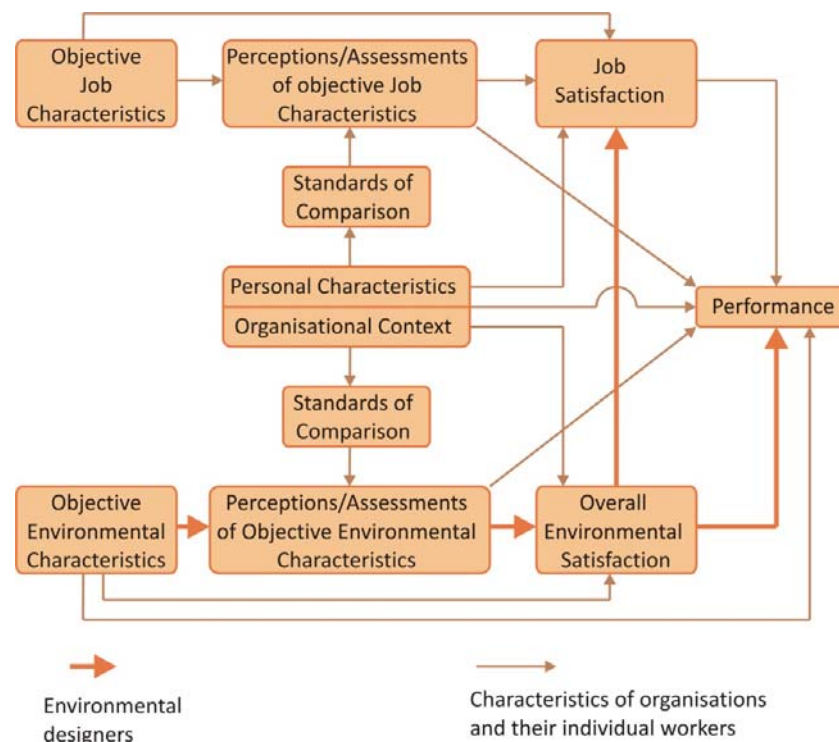 Objective
Job
Characteristics
Perceptions/Assessments
of objective Job
Characteristics
Job
Satisfaction
Standards of
Comparison
Personal Characteristics
Organisational Context
Performance
Standards of
Comparison
Objective
Environmental
Characteristics
Perceptions/Assessments
of Objective Environmental
Characteristics
Overall
Environmental
Satisfaction
Environmental
designers
Characteristics of organisations
and their individual workers